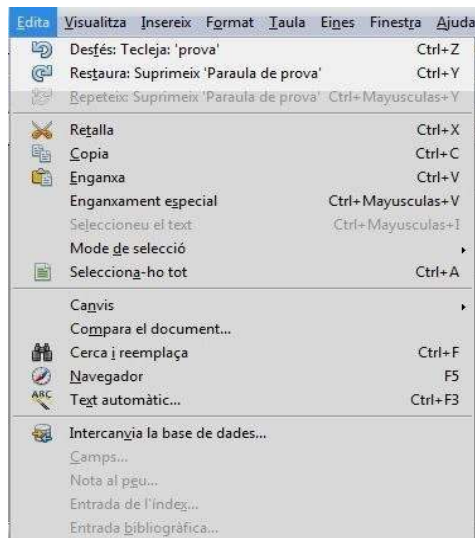 Edita Visualitza Insereix Format Taula Eines Finestra Ajuda
Desfés: Tecleja: 'prova' Ctrl+Z
Restaura: Suprimeix 'Paraula de prova' Ctrl+Y
Repeteix: Suprimeix 'Paraula de prova' Ctrl+Mayusculas+Y
Retalla Ctrl+X
Copia Ctrl+C
Enganxa Ctrl+V
Enganxament especial Ctrl+Mayusculas+V
Seleccioneu el text Ctrl+Mayusculas+I
Mode de selecció
Selecciona-ho tot Ctrl+A
Canvis
Compara el document...
Cerca i reemplaça Ctrl+F
Navegador F5
ABC Text automàtic... Ctrl+F3
Intercanvia la base de dades...
Camps...
Nota al peu...
Entrada de l'índex...
Entrada bibliogràfica...